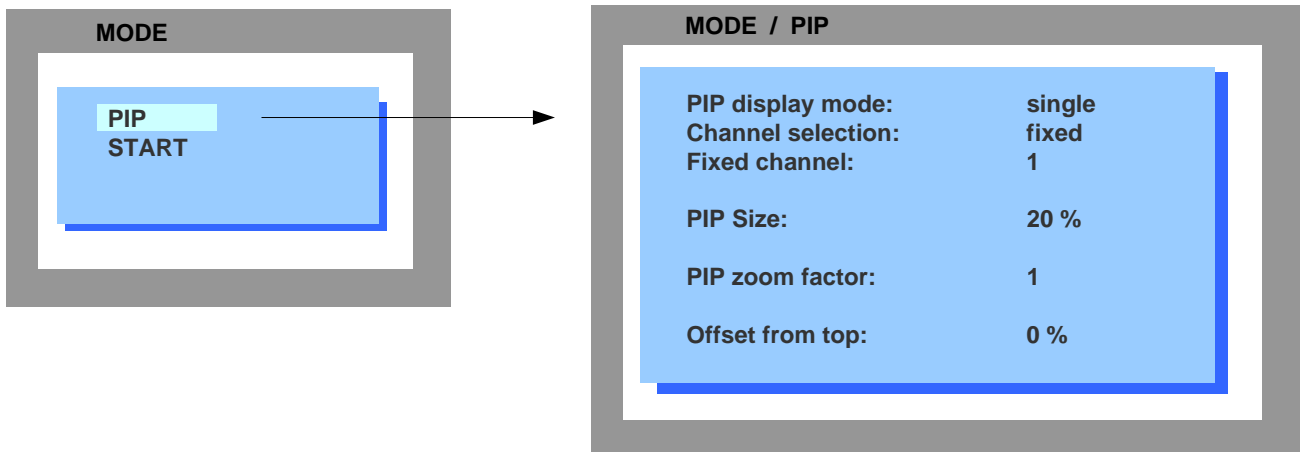 MODE
PIP
START
MODE / PIP
PIP display mode: single
Channel selection: fixed
Fixed channel: 1
PIP Size: 20 %
PIP zoom factor: 1
Offset from top: 0 %